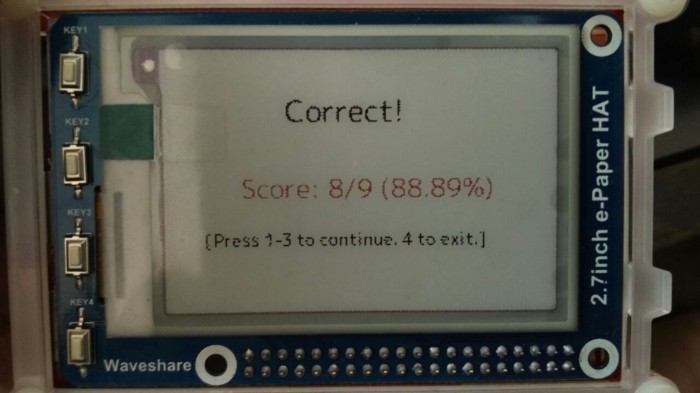 KEY1
KEY2
KEY3
KEY4
Correct!
Score: 8/9 (88.89%)
[Press 1-3 to continue. 4 to exit.]
Waveshare
2.7inch e-Paper HAT